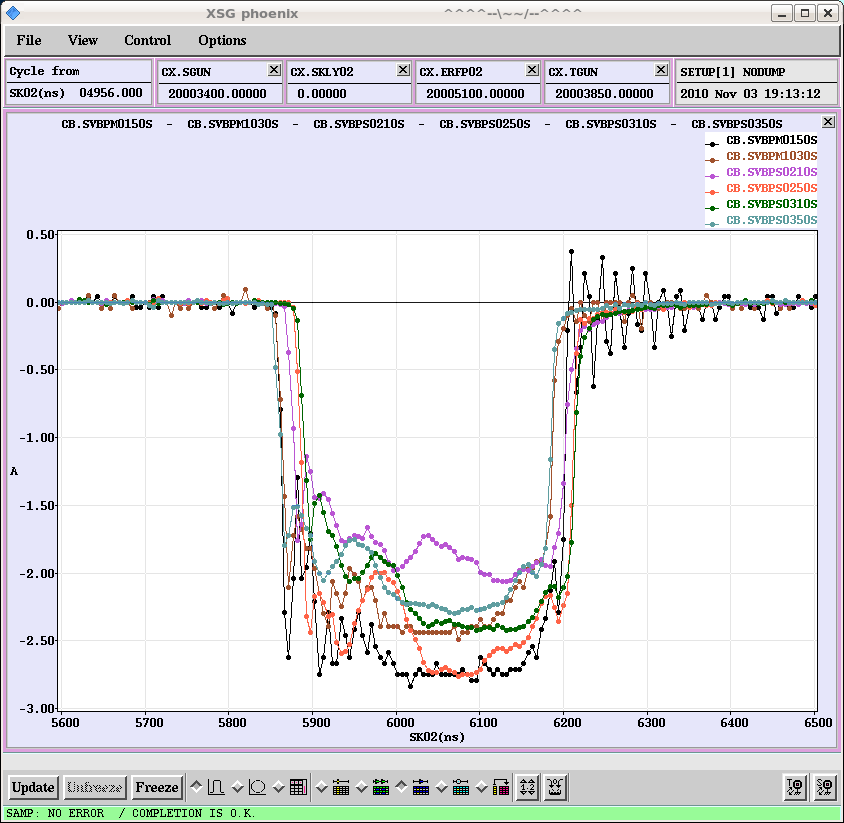 XSG phoenix ^^^^--\~~/--^^^^
File View Control Options
Cycle from CX.SGUN CX.SKLY02 CX.ERFP02 CX.TGUN SETUP[1] NODUMP
SK02(ns) 04956.000 20003400.00000 0.00000 20005100.00000 20003850.00000 2010 Nov 03 19:13:12
CB.SVBPM0150S - CB.SVBPM1030S - CB.SVBPS0210S - CB.SVBPS0250S - CB.SVBPS0310S - CB.SVBPS0350S
CB.SVBPM0150S
CB.SVBPM1030S
CB.SVBPS0210S
CB.SVBPS0250S
CB.SVBPS0310S
CB.SVBPS0350S
0.50
0.00
-0.50
-1.00
A
-1.50
-2.00
-2.50
-3.00
5600 5700 5800 5900 6000 6100 6200 6300 6400 6500
SK02(ns)
Update Unfreeze Freeze
SAMP: NO ERROR / COMPLETION IS O.K.